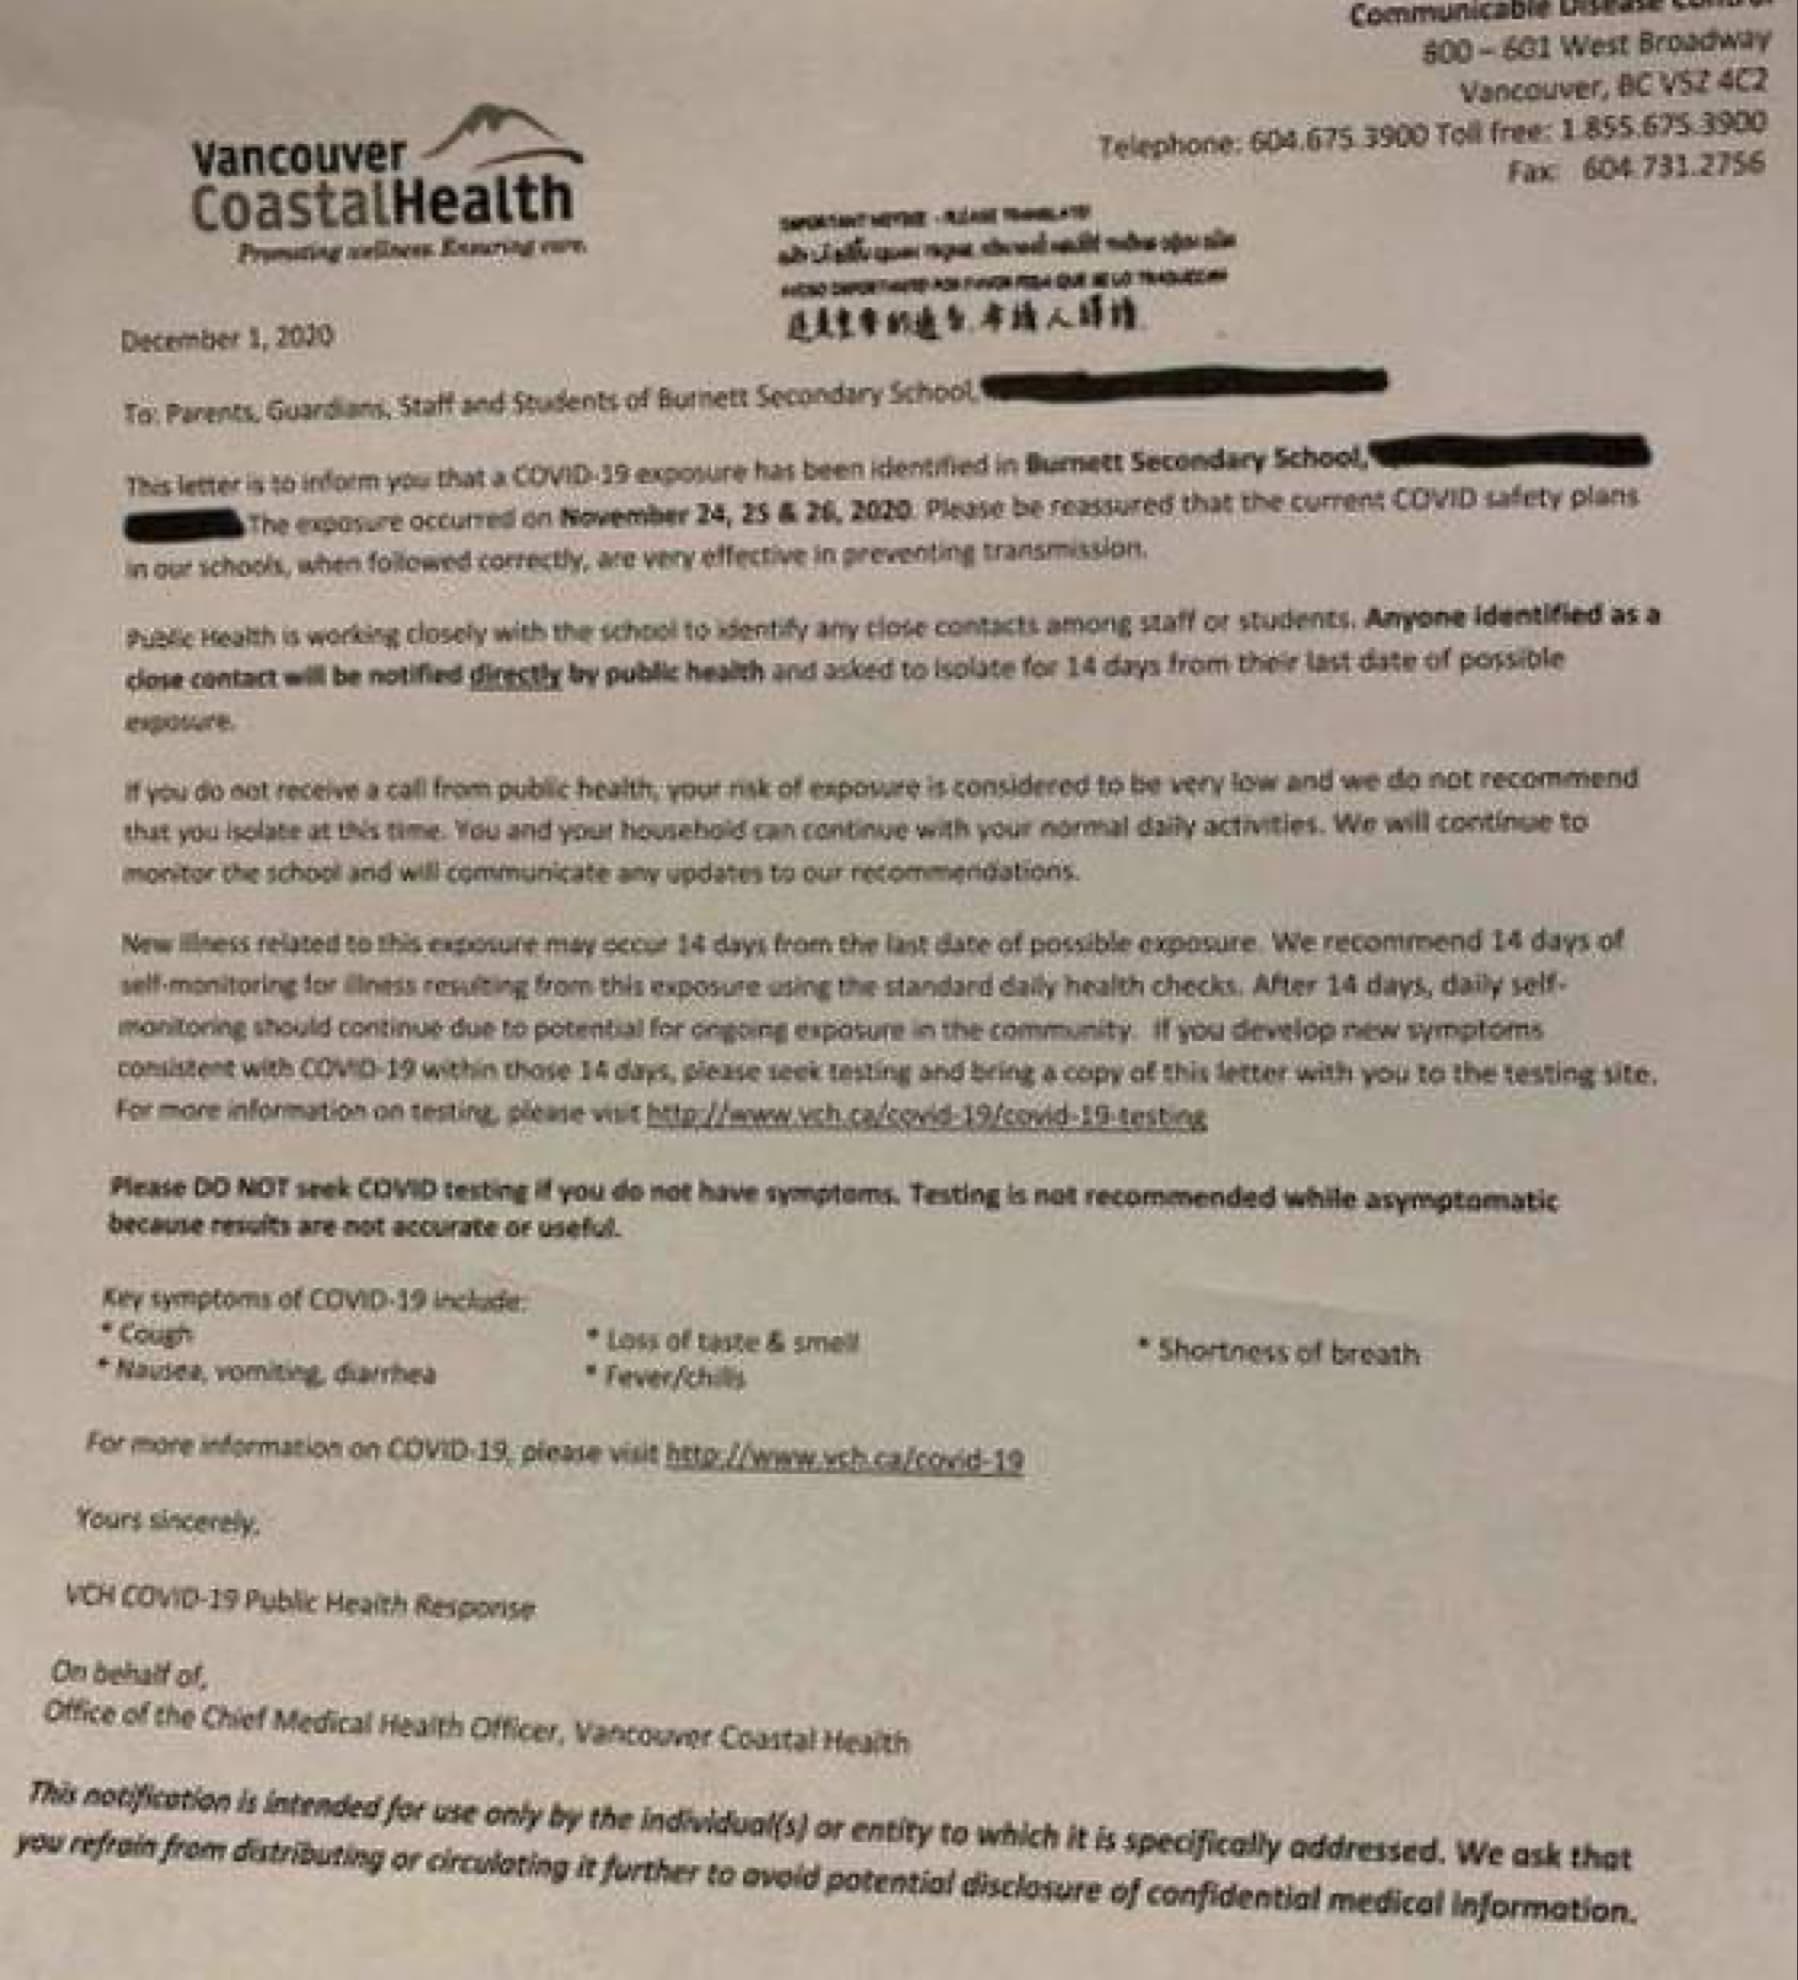 Communicable Disease Control
800 – 601 West Broadway
Vancouver, BC V5Z 4C2
Telephone: 604.675.3900 Toll free: 1.855.675.3900
Fax: 604.731.2756
Vancouver
CoastalHealth
Promoting wellness. Ensuring care.
IMPORTANT NOTICE - PLEASE TRANSLATE
AVISO IMPORTANTE POR FAVOR PIDA QUE SE LO TRADUZCAN
December 1, 2020
To: Parents, Guardians, Staff and Students of Burnett Secondary School,
This letter is to inform you that a COVID-19 exposure has been identified in Burnett Secondary School,
The exposure occurred on November 24, 25 & 26, 2020. Please be reassured that the current COVID safety plans
in our schools, when followed correctly, are very effective in preventing transmission.
Public Health is working closely with the school to identify any close contacts among staff or students. Anyone identified as a
close contact will be notified directly by public health and asked to isolate for 14 days from their last date of possible
exposure.
If you do not receive a call from public health, your risk of exposure is considered to be very low and we do not recommend
that you isolate at this time. You and your household can continue with your normal daily activities. We will continue to
monitor the school and will communicate any updates to our recommendations.
New illness related to this exposure may occur 14 days from the last date of possible exposure. We recommend 14 days of
self-monitoring for illness resulting from this exposure using the standard daily health checks. After 14 days, daily self-
monitoring should continue due to potential for ongoing exposure in the community. If you develop new symptoms
consistent with COVID-19 within those 14 days, please seek testing and bring a copy of this letter with you to the testing site.
For more information on testing, please visit http://www.vch.ca/covid-19/covid-19-testing
Please DO NOT seek COVID testing if you do not have symptoms. Testing is not recommended while asymptomatic
because results are not accurate or useful.
Key symptoms of COVID-19 include:
* Cough * Loss of taste & smell * Shortness of breath
* Nausea, vomiting, diarrhea * Fever/chills
For more information on COVID-19, please visit http://www.vch.ca/covid-19
Yours sincerely,
VCH COVID-19 Public Health Response
On behalf of,
Office of the Chief Medical Health Officer, Vancouver Coastal Health
This notification is intended for use only by the individual(s) or entity to which it is specifically addressed. We ask that
you refrain from distributing or circulating it further to avoid potential disclosure of confidential medical information.